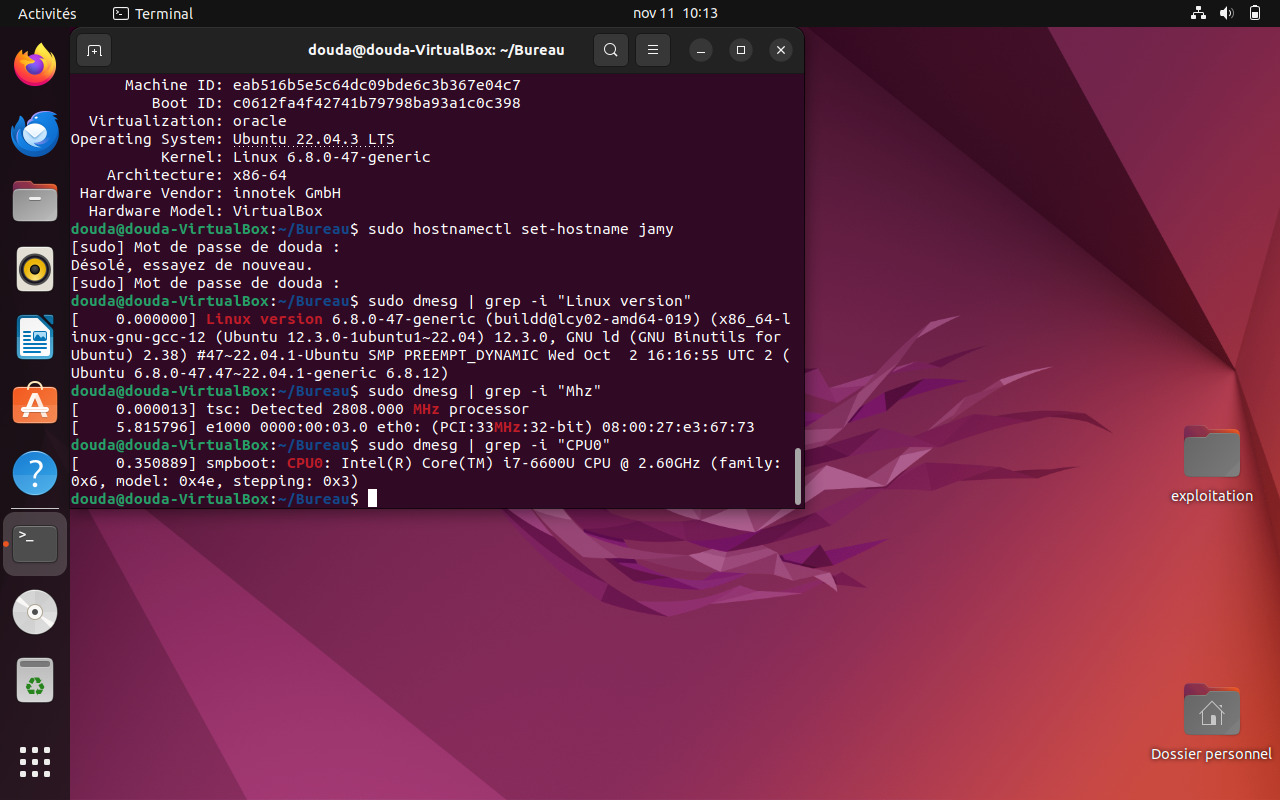 Activités
Terminal
nov 11 10:13
douda@douda-VirtualBox: ~/Bureau
Machine ID: eab516b5e5c64dc09bde6c3b367e04c7
Boot ID: c0612fa4f42741b79798ba93a1c0c398
Virtualization: oracle
Operating System: Ubuntu 22.04.3 LTS
Kernel: Linux 6.8.0-47-generic
Architecture: x86-64
Hardware Vendor: innotek GmbH
Hardware Model: VirtualBox
douda@douda-VirtualBox:~/Bureau$ sudo hostnamectl set-hostname jamy
[sudo] Mot de passe de douda :
Désolé, essayez de nouveau.
[sudo] Mot de passe de douda :
douda@douda-VirtualBox:~/Bureau$ sudo dmesg | grep -i "Linux version"
[    0.000000] Linux version 6.8.0-47-generic (buildd@lcy02-amd64-019) (x86_64-l
inux-gnu-gcc-12 (Ubuntu 12.3.0-1ubuntu1~22.04) 12.3.0, GNU ld (GNU Binutils for
Ubuntu) 2.38) #47~22.04.1-Ubuntu SMP PREEMPT_DYNAMIC Wed Oct  2 16:16:55 UTC 2 (
Ubuntu 6.8.0-47.47~22.04.1-generic 6.8.12)
douda@douda-VirtualBox:~/Bureau$ sudo dmesg | grep -i "Mhz"
[    0.000013] tsc: Detected 2808.000 MHz processor
[    5.815796] e1000 0000:00:03.0 eth0: (PCI:33MHz:32-bit) 08:00:27:e3:67:73
douda@douda-VirtualBox:~/Bureau$ sudo dmesg | grep -i "CPU0"
[    0.350889] smpboot: CPU0: Intel(R) Core(TM) i7-6600U CPU @ 2.60GHz (family:
0x6, model: 0x4e, stepping: 0x3)
douda@douda-VirtualBox:~/Bureau$
exploitation
Dossier personnel